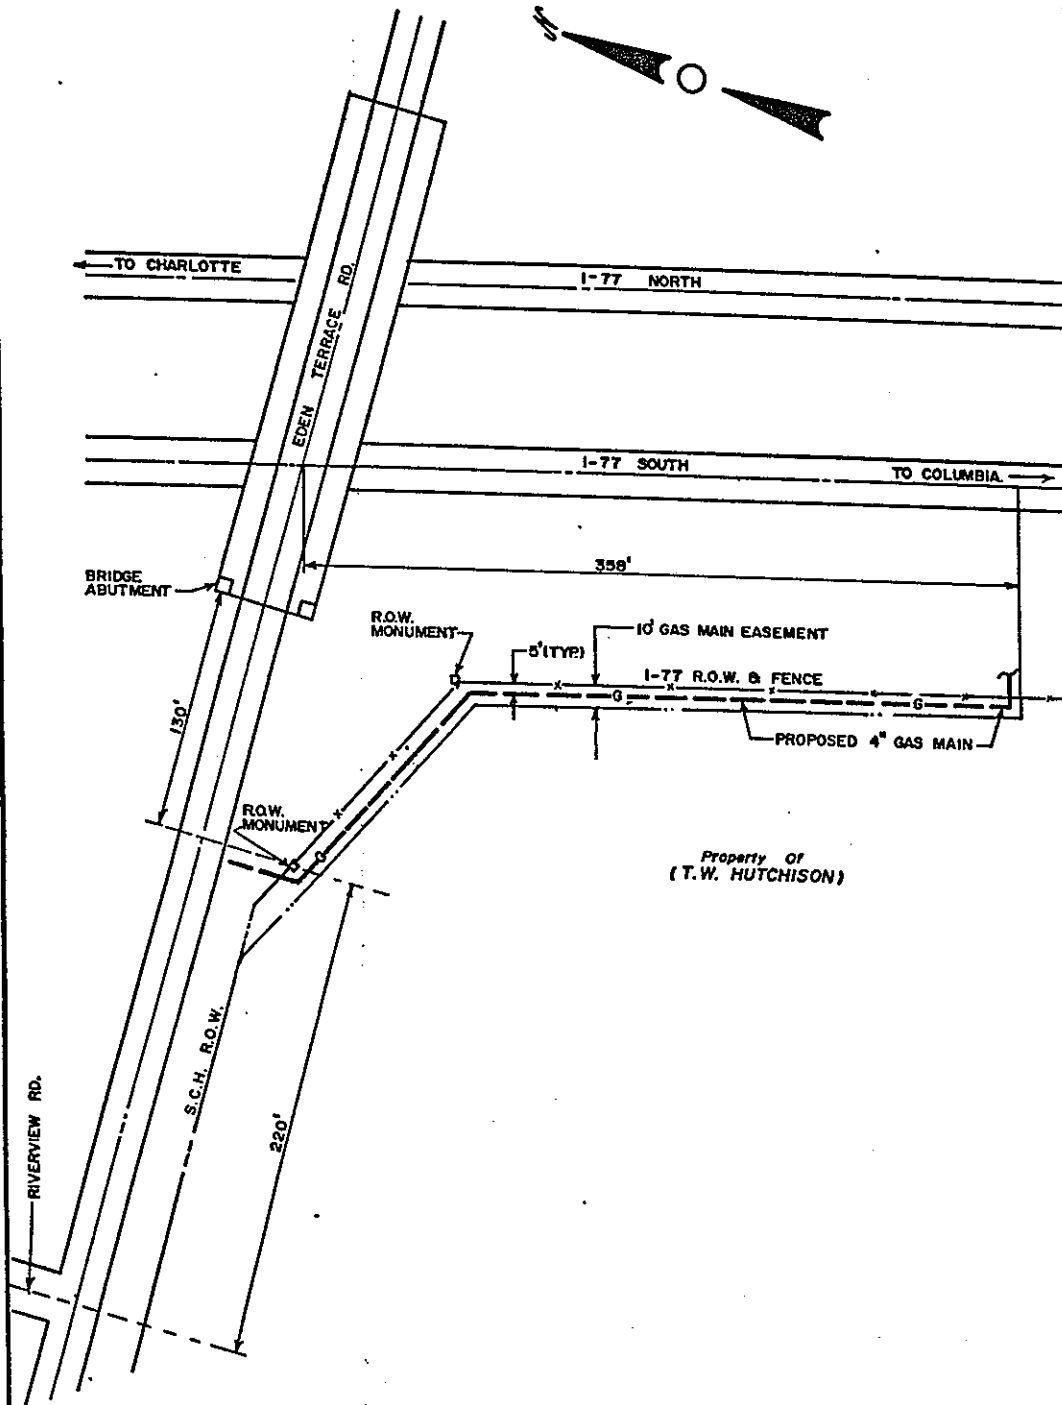 N
TO CHARLOTTE
I-77 NORTH
EDEN TERRACE RD.
I-77 SOUTH
TO COLUMBIA
358'
BRIDGE
ABUTMENT
R.O.W.
MONUMENT
10' GAS MAIN EASEMENT
5' (TYP.)
I-77 R.O.W. & FENCE
x x x x x x
G G
PROPOSED 4" GAS MAIN
130'
x
x
R.O.W.
MONUMENT
G
Property Of
(T.W. HUTCHISON)
S.C.H. R.O.W.
220'
RIVERVIEW RD.